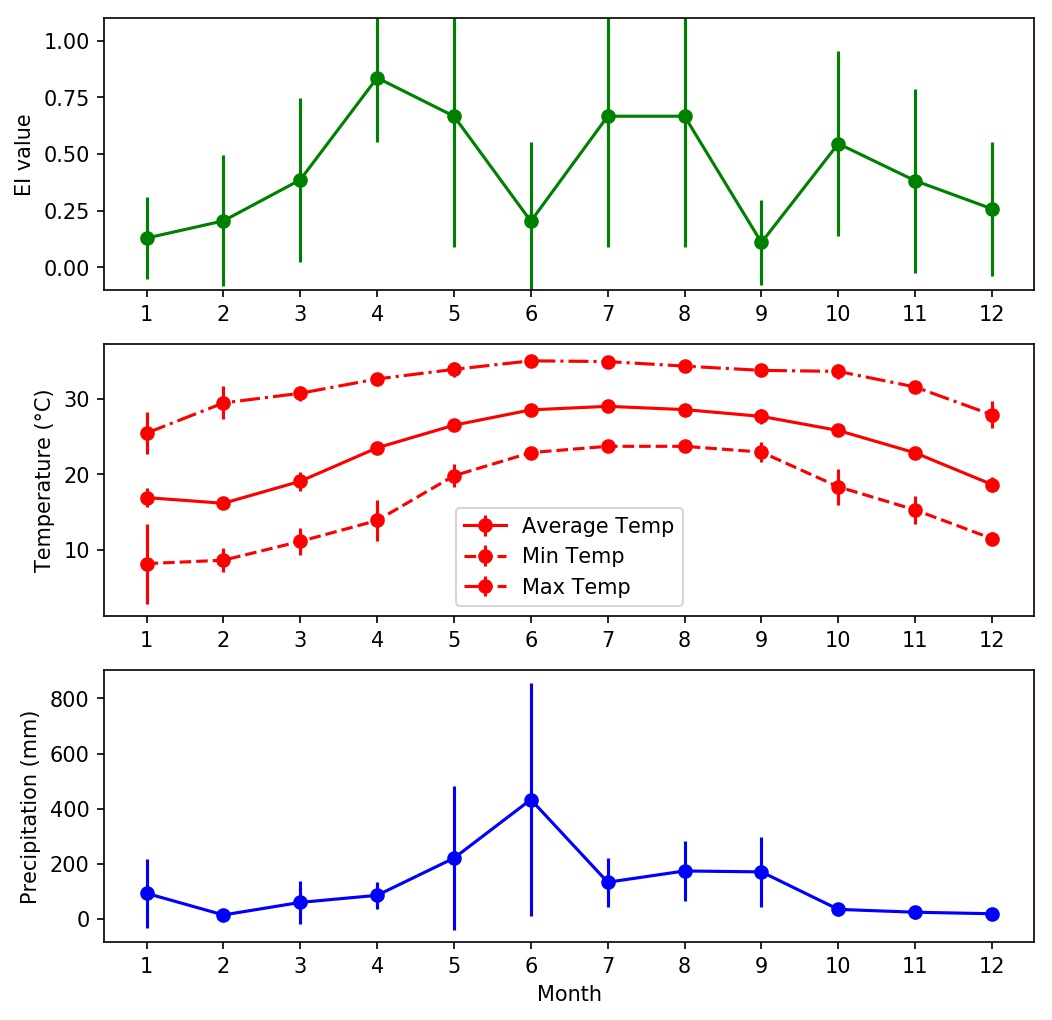 EI value
1.00
0.75
0.50
0.25
0.00
1 2 3 4 5 6 7 8 9 10 11 12
Temperature (°C)
30
20
10
Average Temp
Min Temp
Max Temp
1 2 3 4 5 6 7 8 9 10 11 12
Precipitation (mm)
800
600
400
200
0
1 2 3 4 5 6 7 8 9 10 11 12
Month